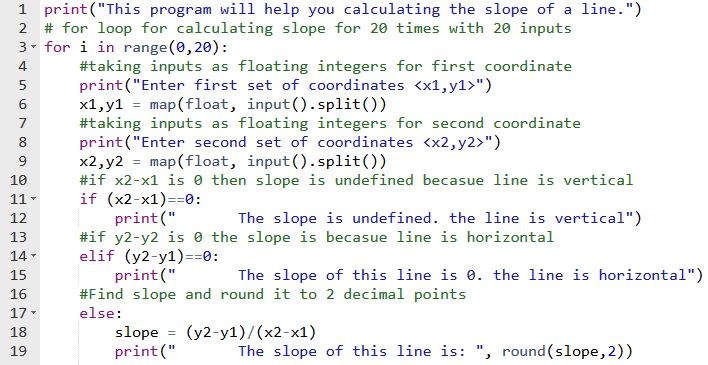 1 print("This program will help you calculating the slope of a line.")
2 # for loop for calculating slope for 20 times with 20 inputs
3 for i in range(0,20):
4     #taking inputs as floating integers for first coordinate
5     print("Enter first set of coordinates <x1,y1>")
6     x1,y1 = map(float, input().split())
7     #taking inputs as floating integers for second coordinate
8     print("Enter second set of coordinates <x2,y2>")
9     x2,y2 = map(float, input().split())
10     #if x2-x1 is 0 then slope is undefined becasue line is vertical
11     if (x2-x1)==0:
12         print("       The slope is undefined. the line is vertical")
13     #if y2-y2 is 0 the slope is becasue line is horizontal
14     elif (y2-y1)==0:
15         print("       The slope of this line is 0. the line is horizontal")
16     #Find slope and round it to 2 decimal points
17     else:
18         slope = (y2-y1)/(x2-x1)
19         print("       The slope of this line is: ", round(slope,2))